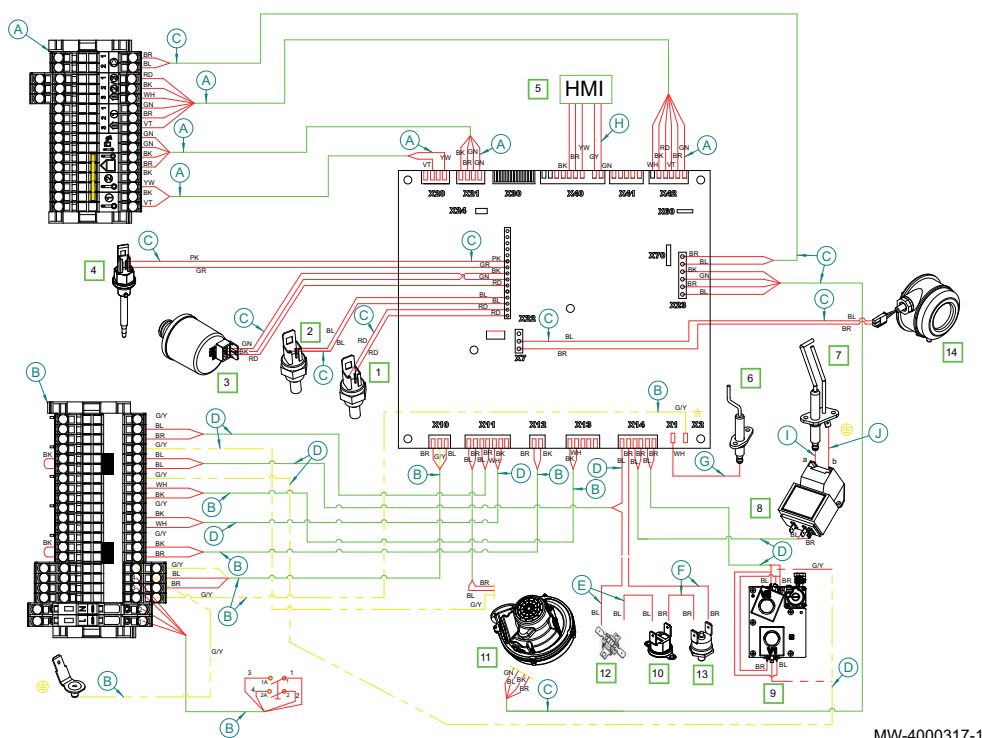 A
C
BR
BL
RD
BK
WH
GN
BR
VT
GN
BK
BR
BK
YW
BK
VT
A
A
A
A
A
VT
YW
BK
BR
GN
GN
5
HMI
BK
BR
YW
GY
GN
H
WH
BK
RD
VT
BR
GN
A
X20
X21
X90
X40
X41
X42
X24
X80
X70
X22
X23
X7
4
C
PK
GR
C
PK
GR
BK
GN
RD
BL
BL
RD
RD
BR
BL
BK
GN
BR
BL
C
C
C
BL
BR
14
C
GN
BK
RD
3
2
BL
BL
C
C
RD
RD
1
C
BL
BR
6
7
B
G/Y
X10
X11
X12
X13
X14
X1
X2
B
G/Y
BL
BR
G/Y
BL
BL
G/Y
WH
BK
G/Y
BK
WH
G/Y
BK
BR
G/Y
BL
BR
BK
BK
D
D
B
D
B
B
G/Y
BR
G/Y
BL
B
BR
BL
BR
BL
WH
BK
D
BR
BK
B
WH
BK
B
D
BR
BL
BL
BR
WH
G
I
J
a
b
8
BL
BR
D
BR
G/Y
BR
BL
G/Y
11
GN
BL
BK
BR
C
E
F
BL
BL
BR
BR
12
10
13
BR
BL
BR
BL
G/Y
9
D
L
N
B
B
3
1
1A
4
2A
2
2
MW-4000317-1